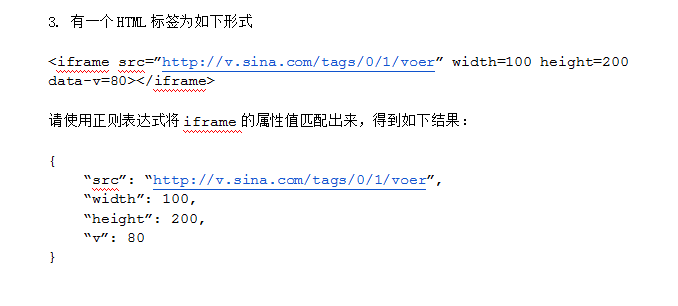 3. 有一个 HTML 标签为如下形式
<iframe src=”http://v.sina.com/tags/0/1/voer” width=100 height=200
data-v=80></iframe>
请使用正则表达式将 iframe 的属性值匹配出来，得到如下结果：
{
“src”: “http://v.sina.com/tags/0/1/voer”,
“width”: 100,
“height”: 200,
“v”: 80
}